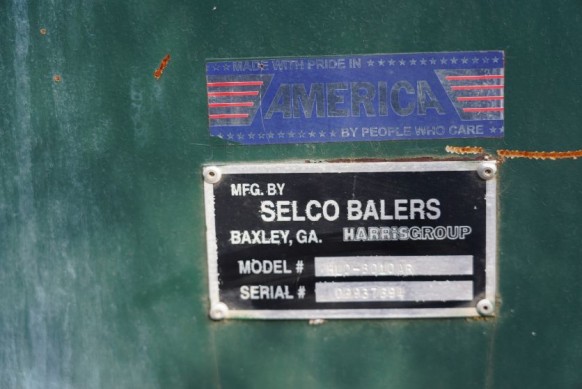 MADE WITH PRIDE IN
AMERICA
BY PEOPLE WHO CARE
MFG. BY
SELCO BALERS
BAXLEY, GA. HARRISGROUP
MODEL #
SERIAL #